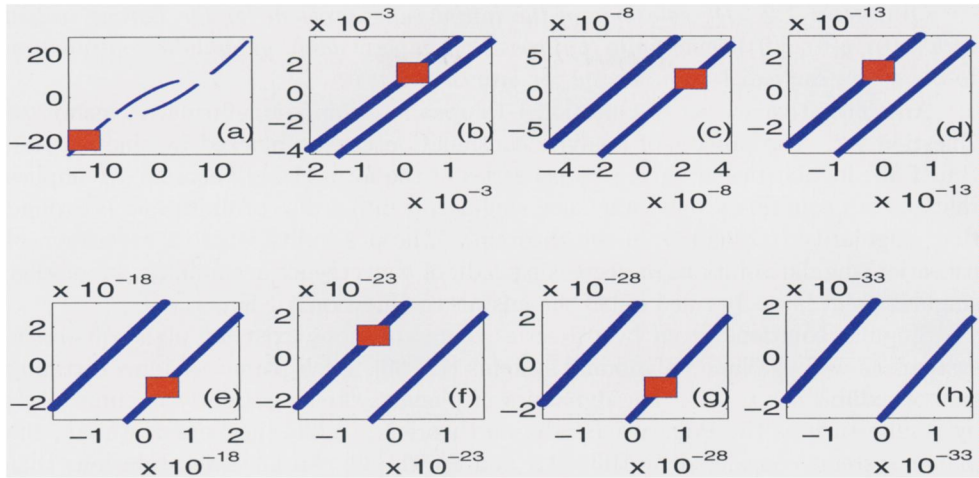 × 10⁻³ × 10⁻⁸ × 10⁻¹³
20
0
−20
(a)
−10 0 10
2
0
−2
−4
(b)
−2 −1 0 1 2
× 10⁻³
5
0
−5
(c)
−4 −2 0 2 4
× 10⁻⁸
2
0
−2
(d)
−1 0 1
× 10⁻¹³
× 10⁻¹⁸ × 10⁻²³ × 10⁻²⁸ × 10⁻³³
2
0
−2
(e)
−1 0 1 2
× 10⁻¹⁸
2
0
−2
(f)
−1 0 1
× 10⁻²³
2
0
−2
(g)
−1 0 1
× 10⁻²⁸
2
0
−2
(h)
−1 0 1
× 10⁻³³